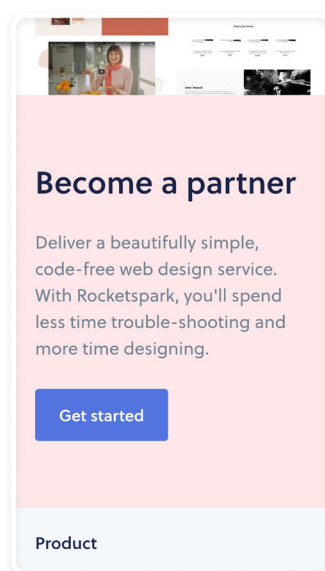 Become a partner
Deliver a beautifully simple,
code-free web design service.
With Rocketspark, you'll spend
less time trouble-shooting and
more time designing.
Get started
Product